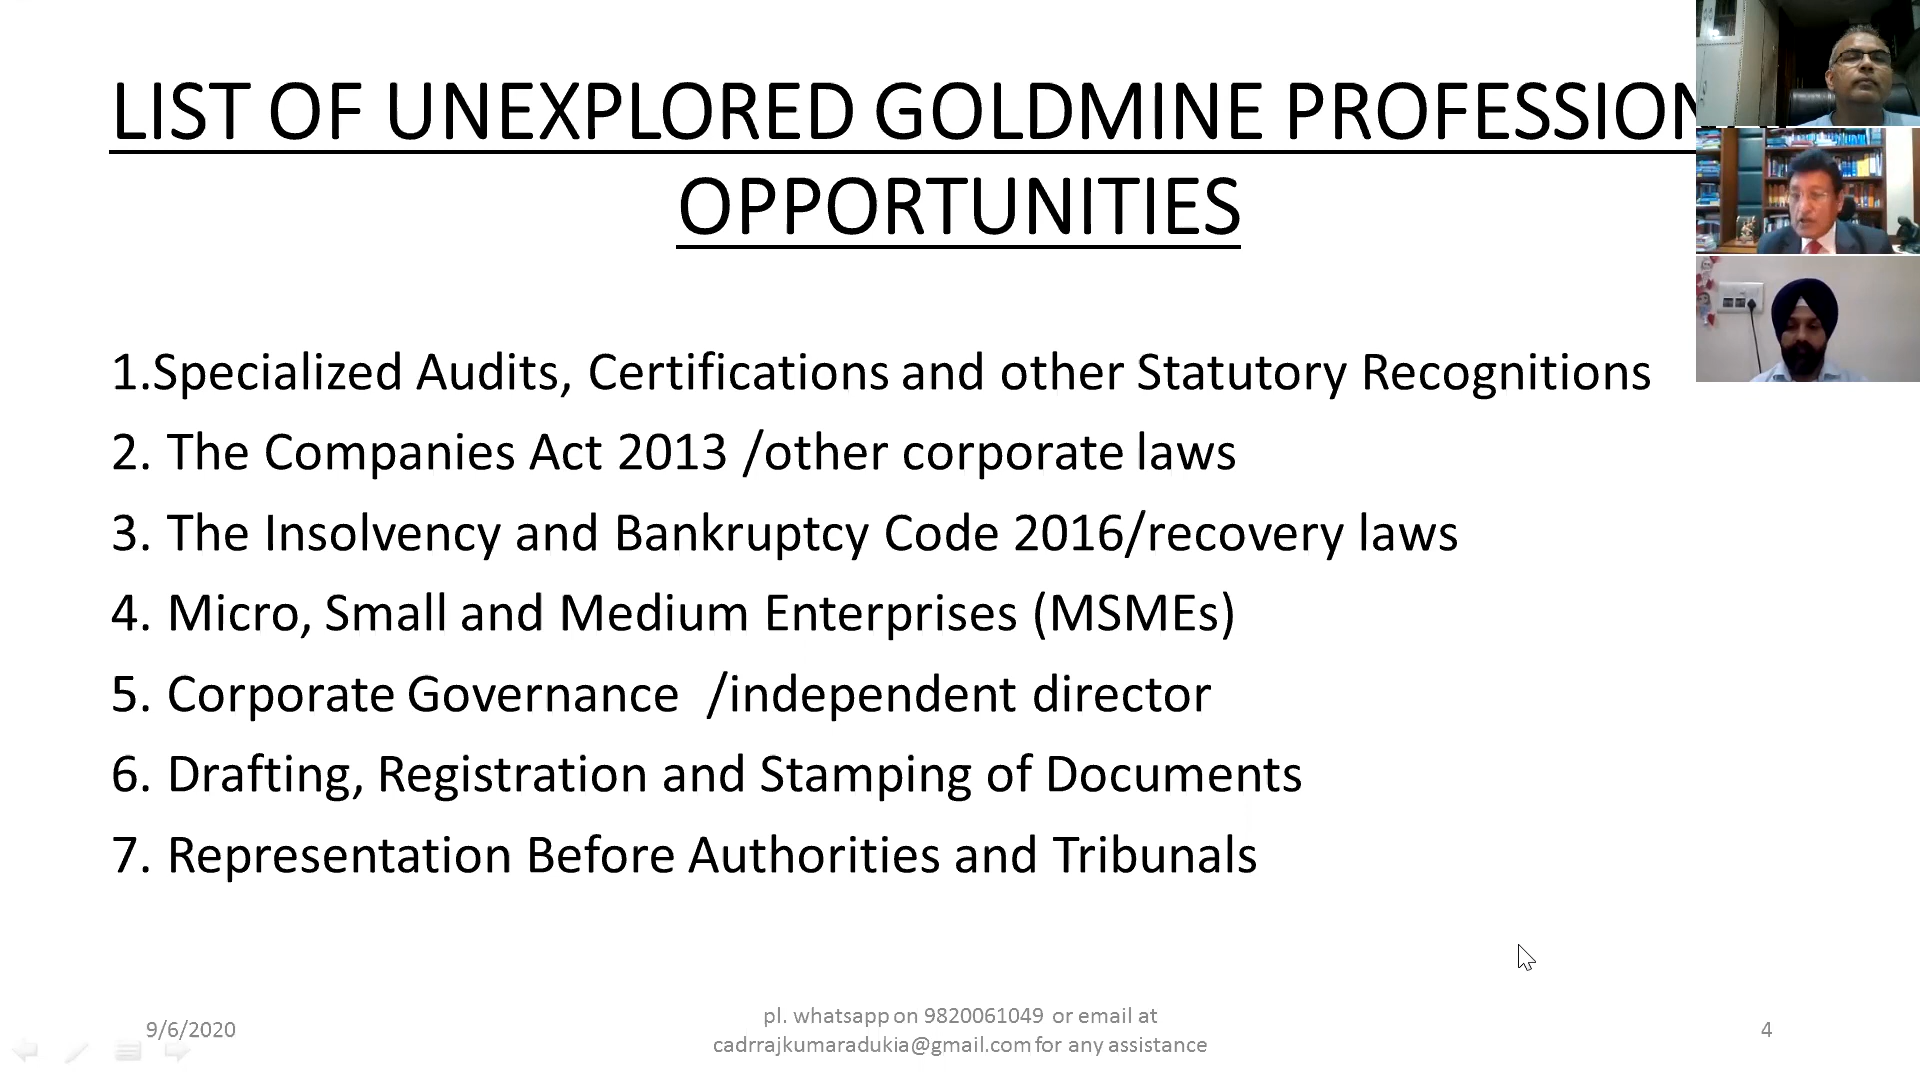 LIST OF UNEXPLORED GOLDMINE PROFESSION
OPPORTUNITIES
1.Specialized Audits, Certifications and other Statutory Recognitions
2. The Companies Act 2013 /other corporate laws
3. The Insolvency and Bankruptcy Code 2016/recovery laws
4. Micro, Small and Medium Enterprises (MSMEs)
5. Corporate Governance /independent director
6. Drafting, Registration and Stamping of Documents
7. Representation Before Authorities and Tribunals
9/6/2020
pl. whatsapp on 9820061049 or email at
cadrrajkumaradukia@gmail.com for any assistance
4